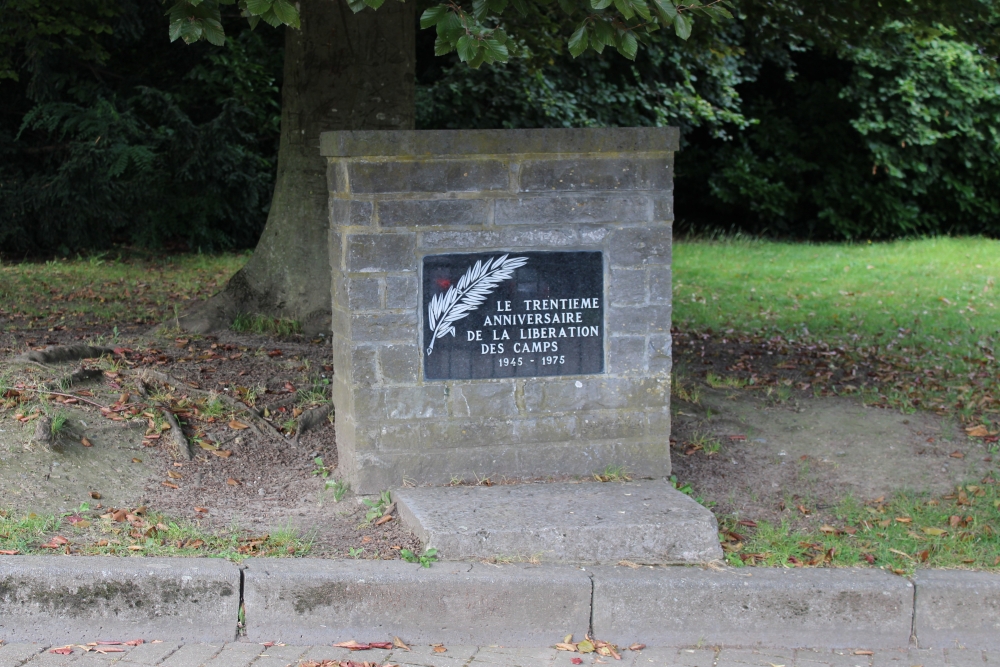 LE TRENTIEME
ANNIVERSAIRE
DE LA LIBERATION
DES CAMPS
1945 - 1975